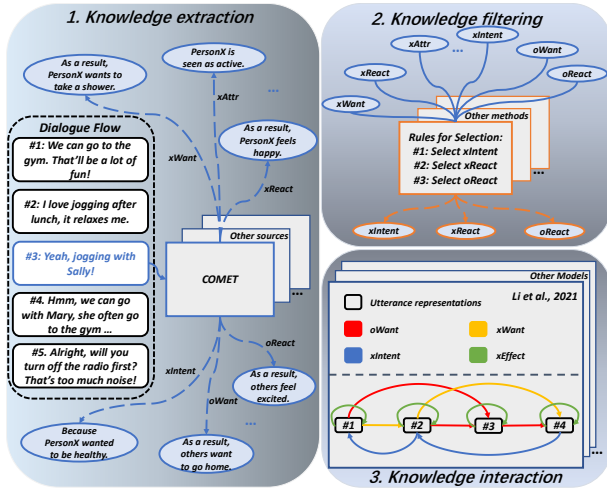 1. Knowledge extraction
As a result,
PersonX wants to
take a shower.
PersonX is
seen as active.
...
xAttr
Dialogue Flow
#1: We can go to the
gym. That'll be a lot of
fun!
#2: I love jogging after
lunch, it relaxes me.
#3: Yeah, jogging with
Sally!
#4. Hmm, we can go
with Mary, she often
go to the gym ...
#5. Alright, will you
turn off the radio first?
That's too much noise!
xWant
As a result,
PersonX feels
happy.
xReact
Other sources
COMET
...
xIntent
oWant
oReact
As a result,
others feel
excited.
...
Because
PersonX wanted
to be healthy.
As a result,
others want
to go home.
2. Knowledge filtering
xWant
xReact
xAttr
...
xIntent
oWant
oReact
Other methods
Rules for Selection:
#1: Select xIntent
#2: Select xReact
#3: Select oReact
...
xIntent
xReact
oReact
Other Models
Li et al., 2021
Utterance representations
oWant
xWant
xIntent
xEffect
#1
#2
#3
#4
...
3. Knowledge interaction